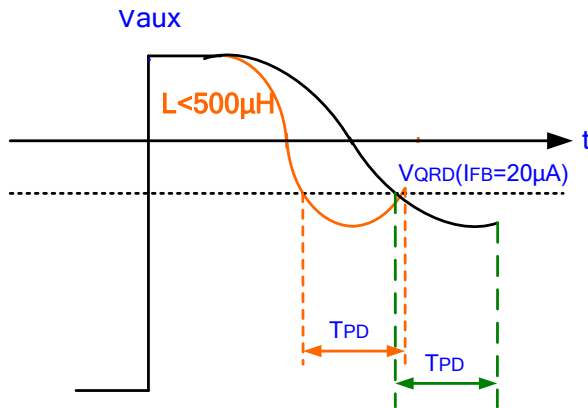 Vaux
L<500µH
t
VQRD(IFB=20µA)
TPD
TPD